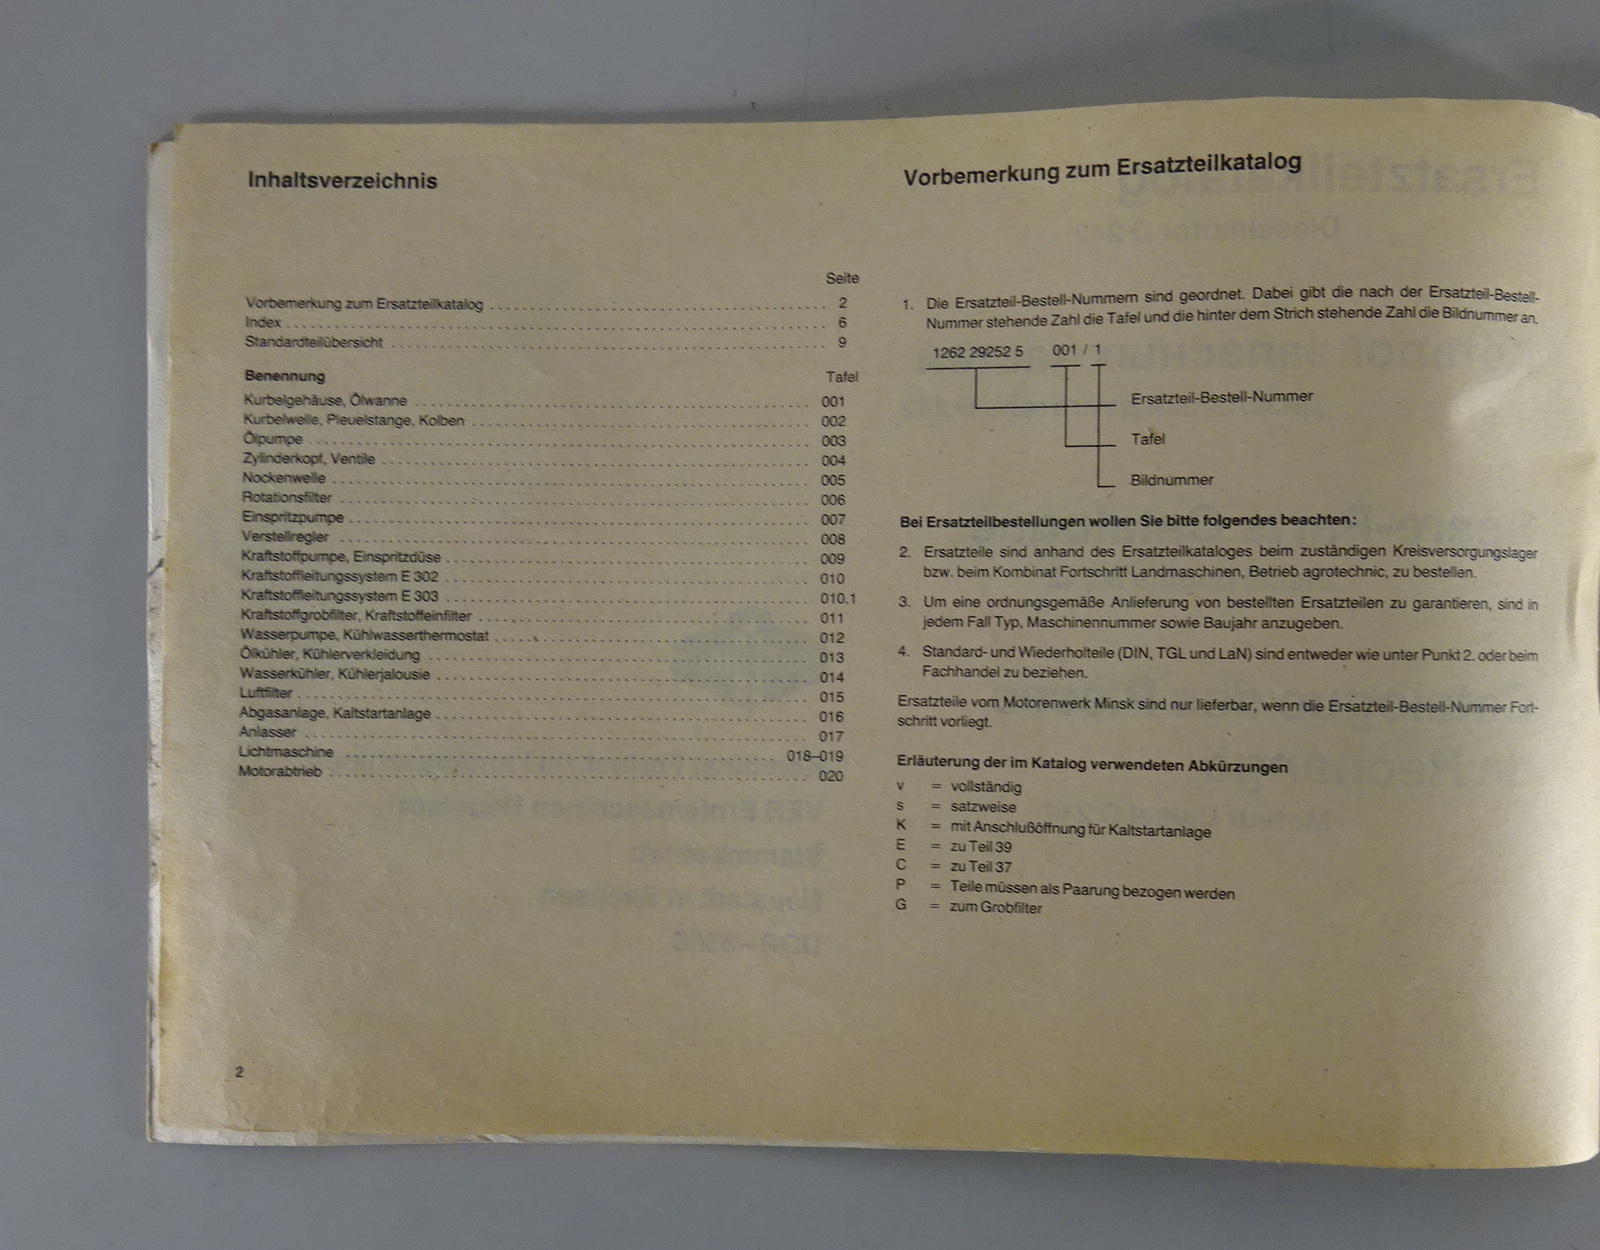 Inhaltsverzeichnis
Seite
Vorbemerkung zum Ersatzteilkatalog 2
Index 6
Standardteilübersicht 9
Benennung Tafel
Kurbelgehäuse, Ölwanne 001
Kurbelwelle, Pleuelstange, Kolben 002
Ölpumpe 003
Zylinderkopf, Ventile 004
Nockenwelle 005
Rotationsfilter 006
Einspritzpumpe 007
Verstellregler 008
Kraftstoffpumpe, Einspritzdüse 009
Kraftstoffleitungssystem E 302 010
Kraftstoffleitungssystem E 303 010.1
Kraftstoffgrobfilter, Kraftstoffeinfilter 011
Wasserpumpe, Kühlwasserthermostat 012
Ölkühler, Kühlerverkleidung 013
Wasserkühler, Kühlerjalousie 014
Luftfilter 015
Abgasanlage, Kaltstartanlage 016
Anlasser 017
Lichtmaschine 018–019
Motorabtrieb 020
2
Vorbemerkung zum Ersatzteilkatalog
1. Die Ersatzteil-Bestell-Nummern sind geordnet. Dabei gibt die nach der Ersatzteil-Bestell-
Nummer stehende Zahl die Tafel und die hinter dem Strich stehende Zahl die Bildnummer an.
1262 29252 5 001 / 1
Ersatzteil-Bestell-Nummer
Tafel
Bildnummer
Bei Ersatzteilbestellungen wollen Sie bitte folgendes beachten:
2. Ersatzteile sind anhand des Ersatzteilkataloges beim zuständigen Kreisversorgungslager
bzw. beim Kombinat Fortschritt Landmaschinen, Betrieb agrotechnic, zu bestellen.
3. Um eine ordnungsgemäße Anlieferung von bestellten Ersatzteilen zu garantieren, sind in
jedem Fall Typ, Maschinennummer sowie Baujahr anzugeben.
4. Standard- und Wiederholteile (DIN, TGL und LaN) sind entweder wie unter Punkt 2. oder beim
Fachhandel zu beziehen.
Ersatzteile vom Motorenwerk Minsk sind nur lieferbar, wenn die Ersatzteil-Bestell-Nummer Fort-
schritt vorliegt.
Erläuterung der im Katalog verwendeten Abkürzungen
v = vollständig
s = satzweise
K = mit Anschlußöffnung für Kaltstartanlage
E = zu Teil 39
C = zu Teil 37
P = Teile müssen als Paarung bezogen werden
G = zum Grobfilter